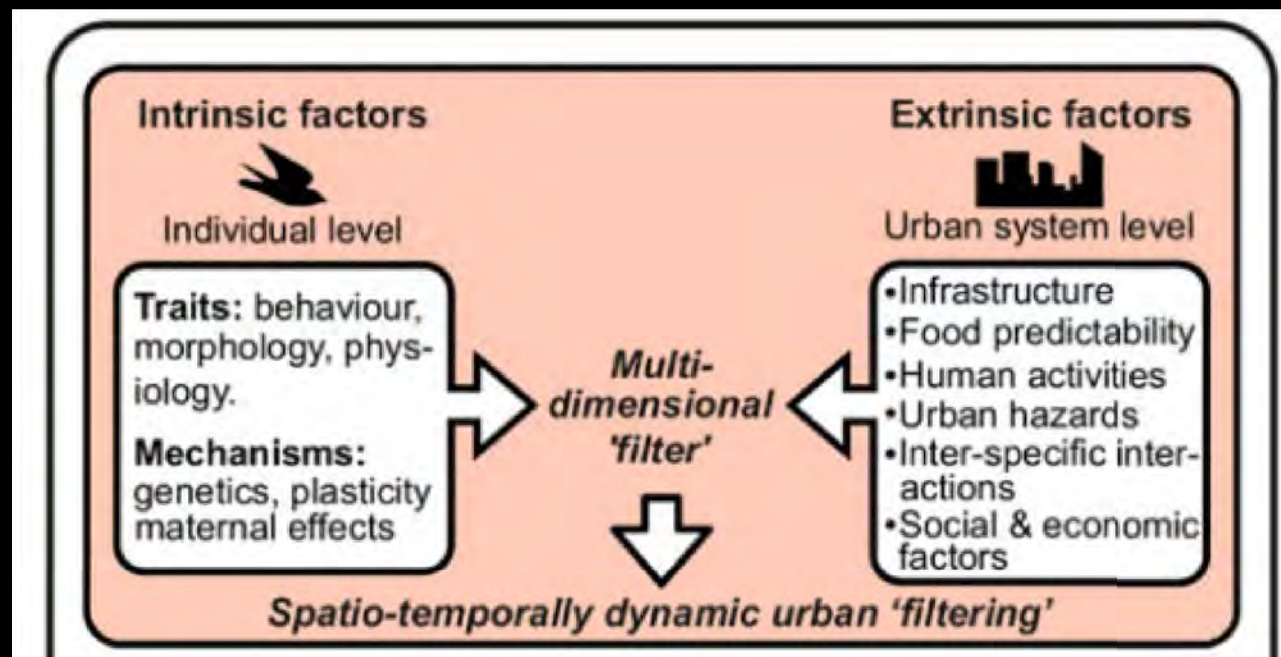 Intrinsic factors
Individual level
Traits: behaviour,
morphology, phys-
iology.
Mechanisms:
genetics, plasticity
maternal effects
Multi-
dimensional
'filter'
Extrinsic factors
Urban system level
•Infrastructure
•Food predictability
•Human activities
•Urban hazards
•Inter-specific inter-
actions
•Social & economic
factors
Spatio-temporally dynamic urban ‘filtering’